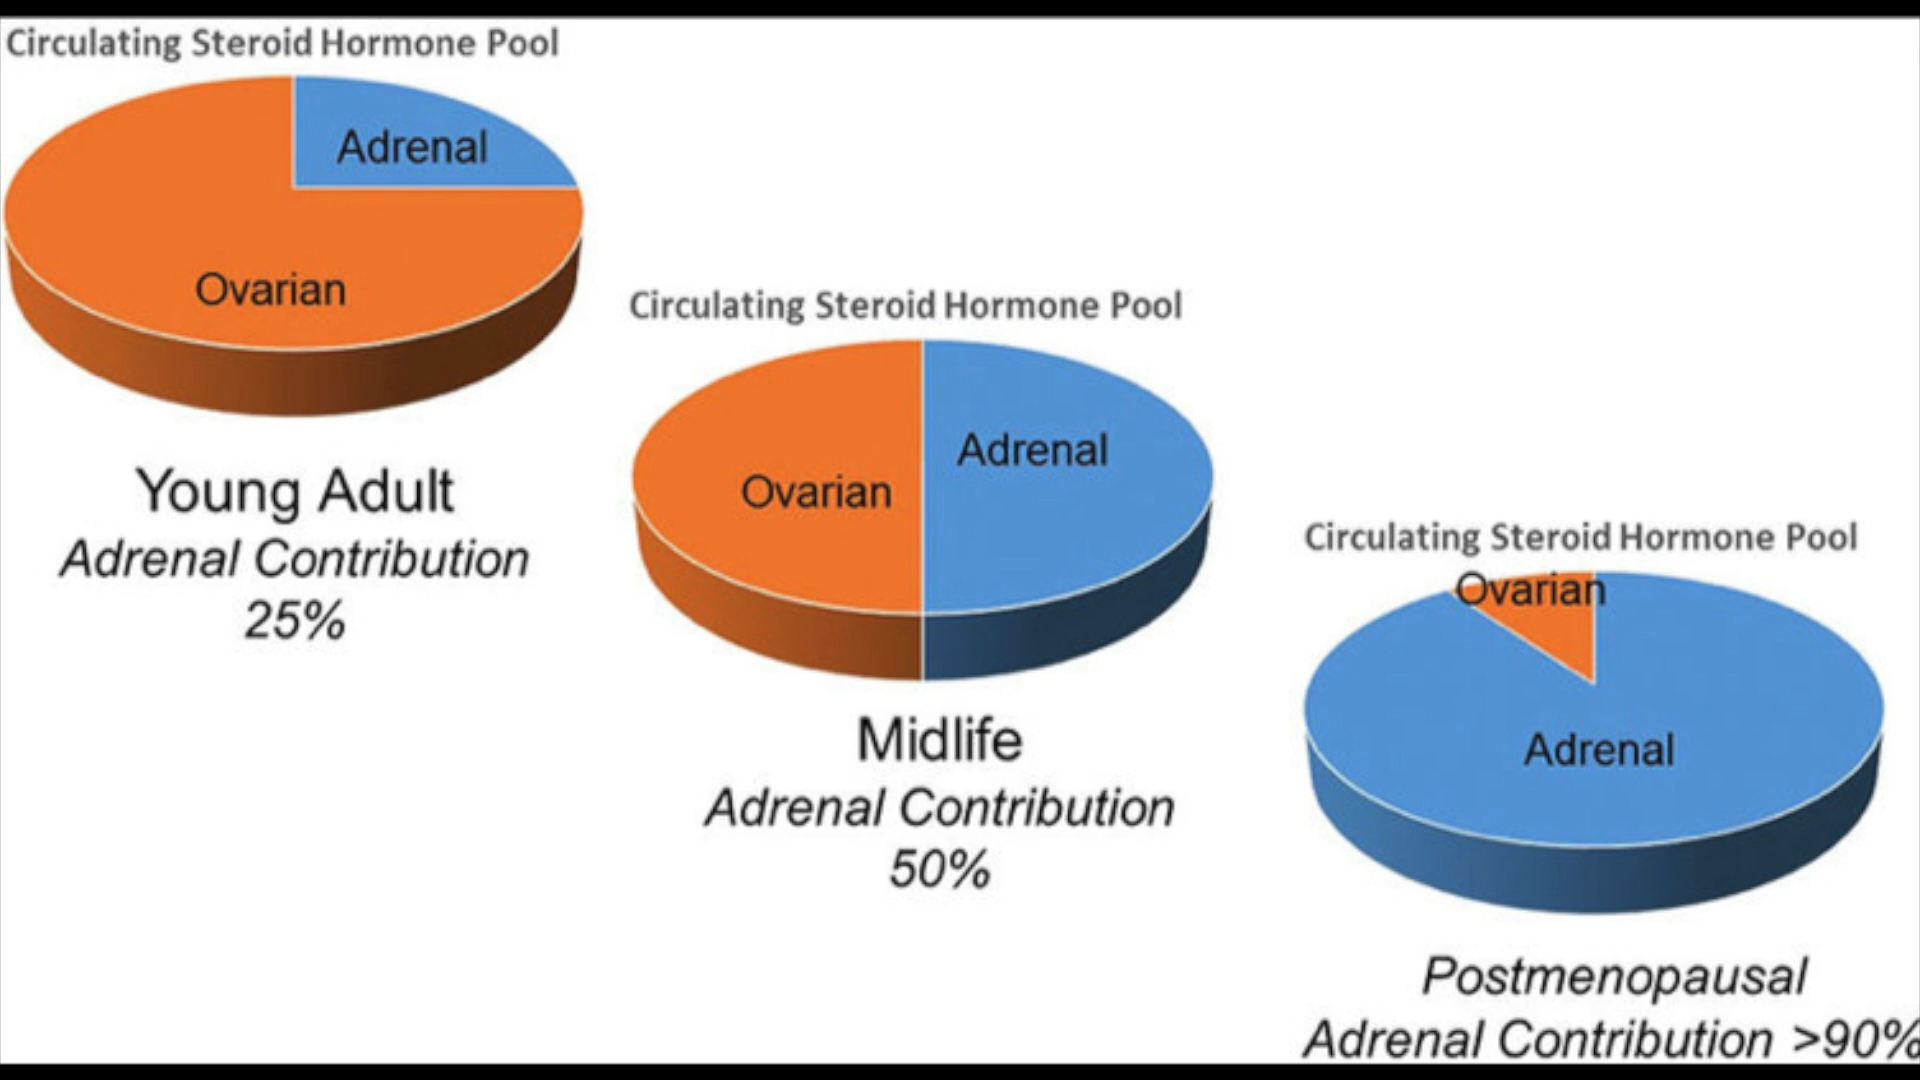 Circulating Steroid Hormone Pool
Adrenal
Ovarian
Young Adult
Adrenal Contribution
25%
Circulating Steroid Hormone Pool
Adrenal
Ovarian
Midlife
Adrenal Contribution
50%
Circulating Steroid Hormone Pool
Ovarian
Adrenal
Postmenopausal
Adrenal Contribution >90%